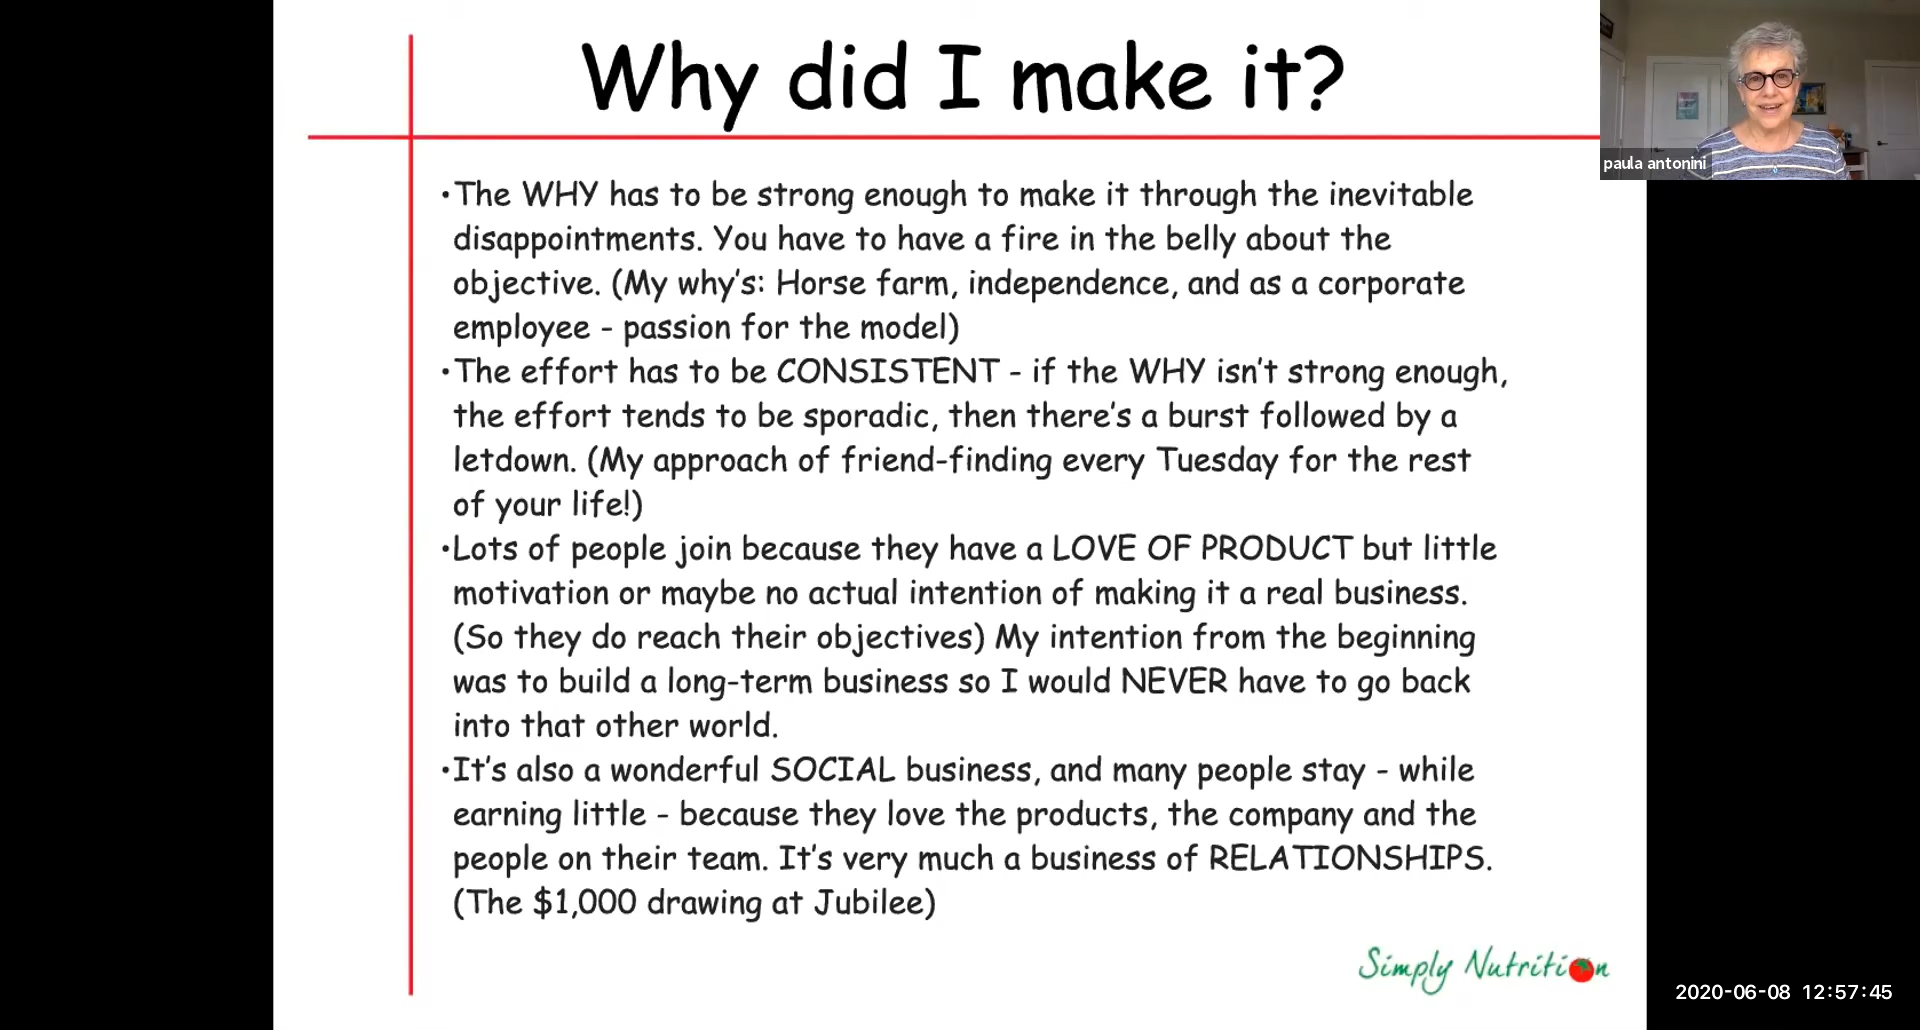 Why did I make it?
paula antonini
•The WHY has to be strong enough to make it through the inevitable
disappointments. You have to have a fire in the belly about the
objective. (My why's: Horse farm, independence, and as a corporate
employee - passion for the model)
•The effort has to be CONSISTENT - if the WHY isn't strong enough,
the effort tends to be sporadic, then there's a burst followed by a
letdown. (My approach of friend-finding every Tuesday for the rest
of your life!)
•Lots of people join because they have a LOVE OF PRODUCT but little
motivation or maybe no actual intention of making it a real business.
(So they do reach their objectives) My intention from the beginning
was to build a long-term business so I would NEVER have to go back
into that other world.
•It's also a wonderful SOCIAL business, and many people stay - while
earning little - because they love the products, the company and the
people on their team. It's very much a business of RELATIONSHIPS.
(The $1,000 drawing at Jubilee)
Simply Nutrition
2020-06-08 12:57:45